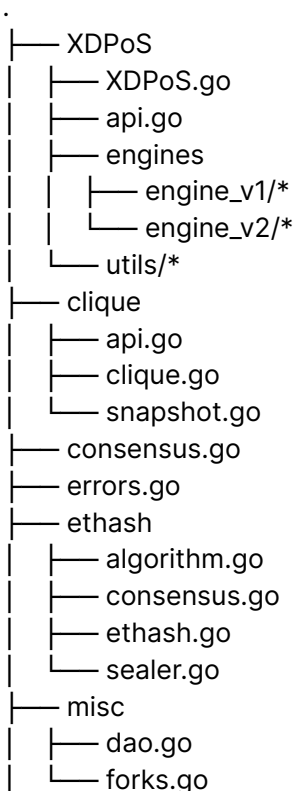 .
├── XDPoS
│   ├── XDPoS.go
│   ├── api.go
│   ├── engines
│   │   ├── engine_v1/*
│   │   └── engine_v2/*
│   └── utils/*
├── clique
│   ├── api.go
│   ├── clique.go
│   └── snapshot.go
├── consensus.go
├── errors.go
├── ethash
│   ├── algorithm.go
│   ├── consensus.go
│   ├── ethash.go
│   └── sealer.go
├── misc
│   ├── dao.go
│   └── forks.go